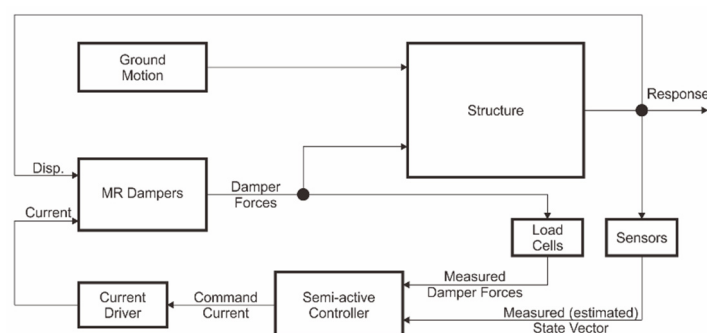 Ground
Motion
Structure
Response
Disp.
MR Dampers
Damper
Forces
Current
Load
Cells
Sensors
Measured
Damper Forces
Current
Driver
Command
Current
Semi-active
Controller
Measured (estimated)
State Vector